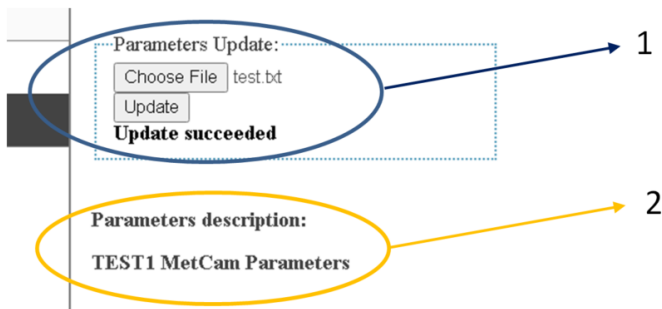 Parameters Update:
1
Choose File test.txt
Update
Update succeeded
2
Parameters description:
TEST1 MetCam Parameters